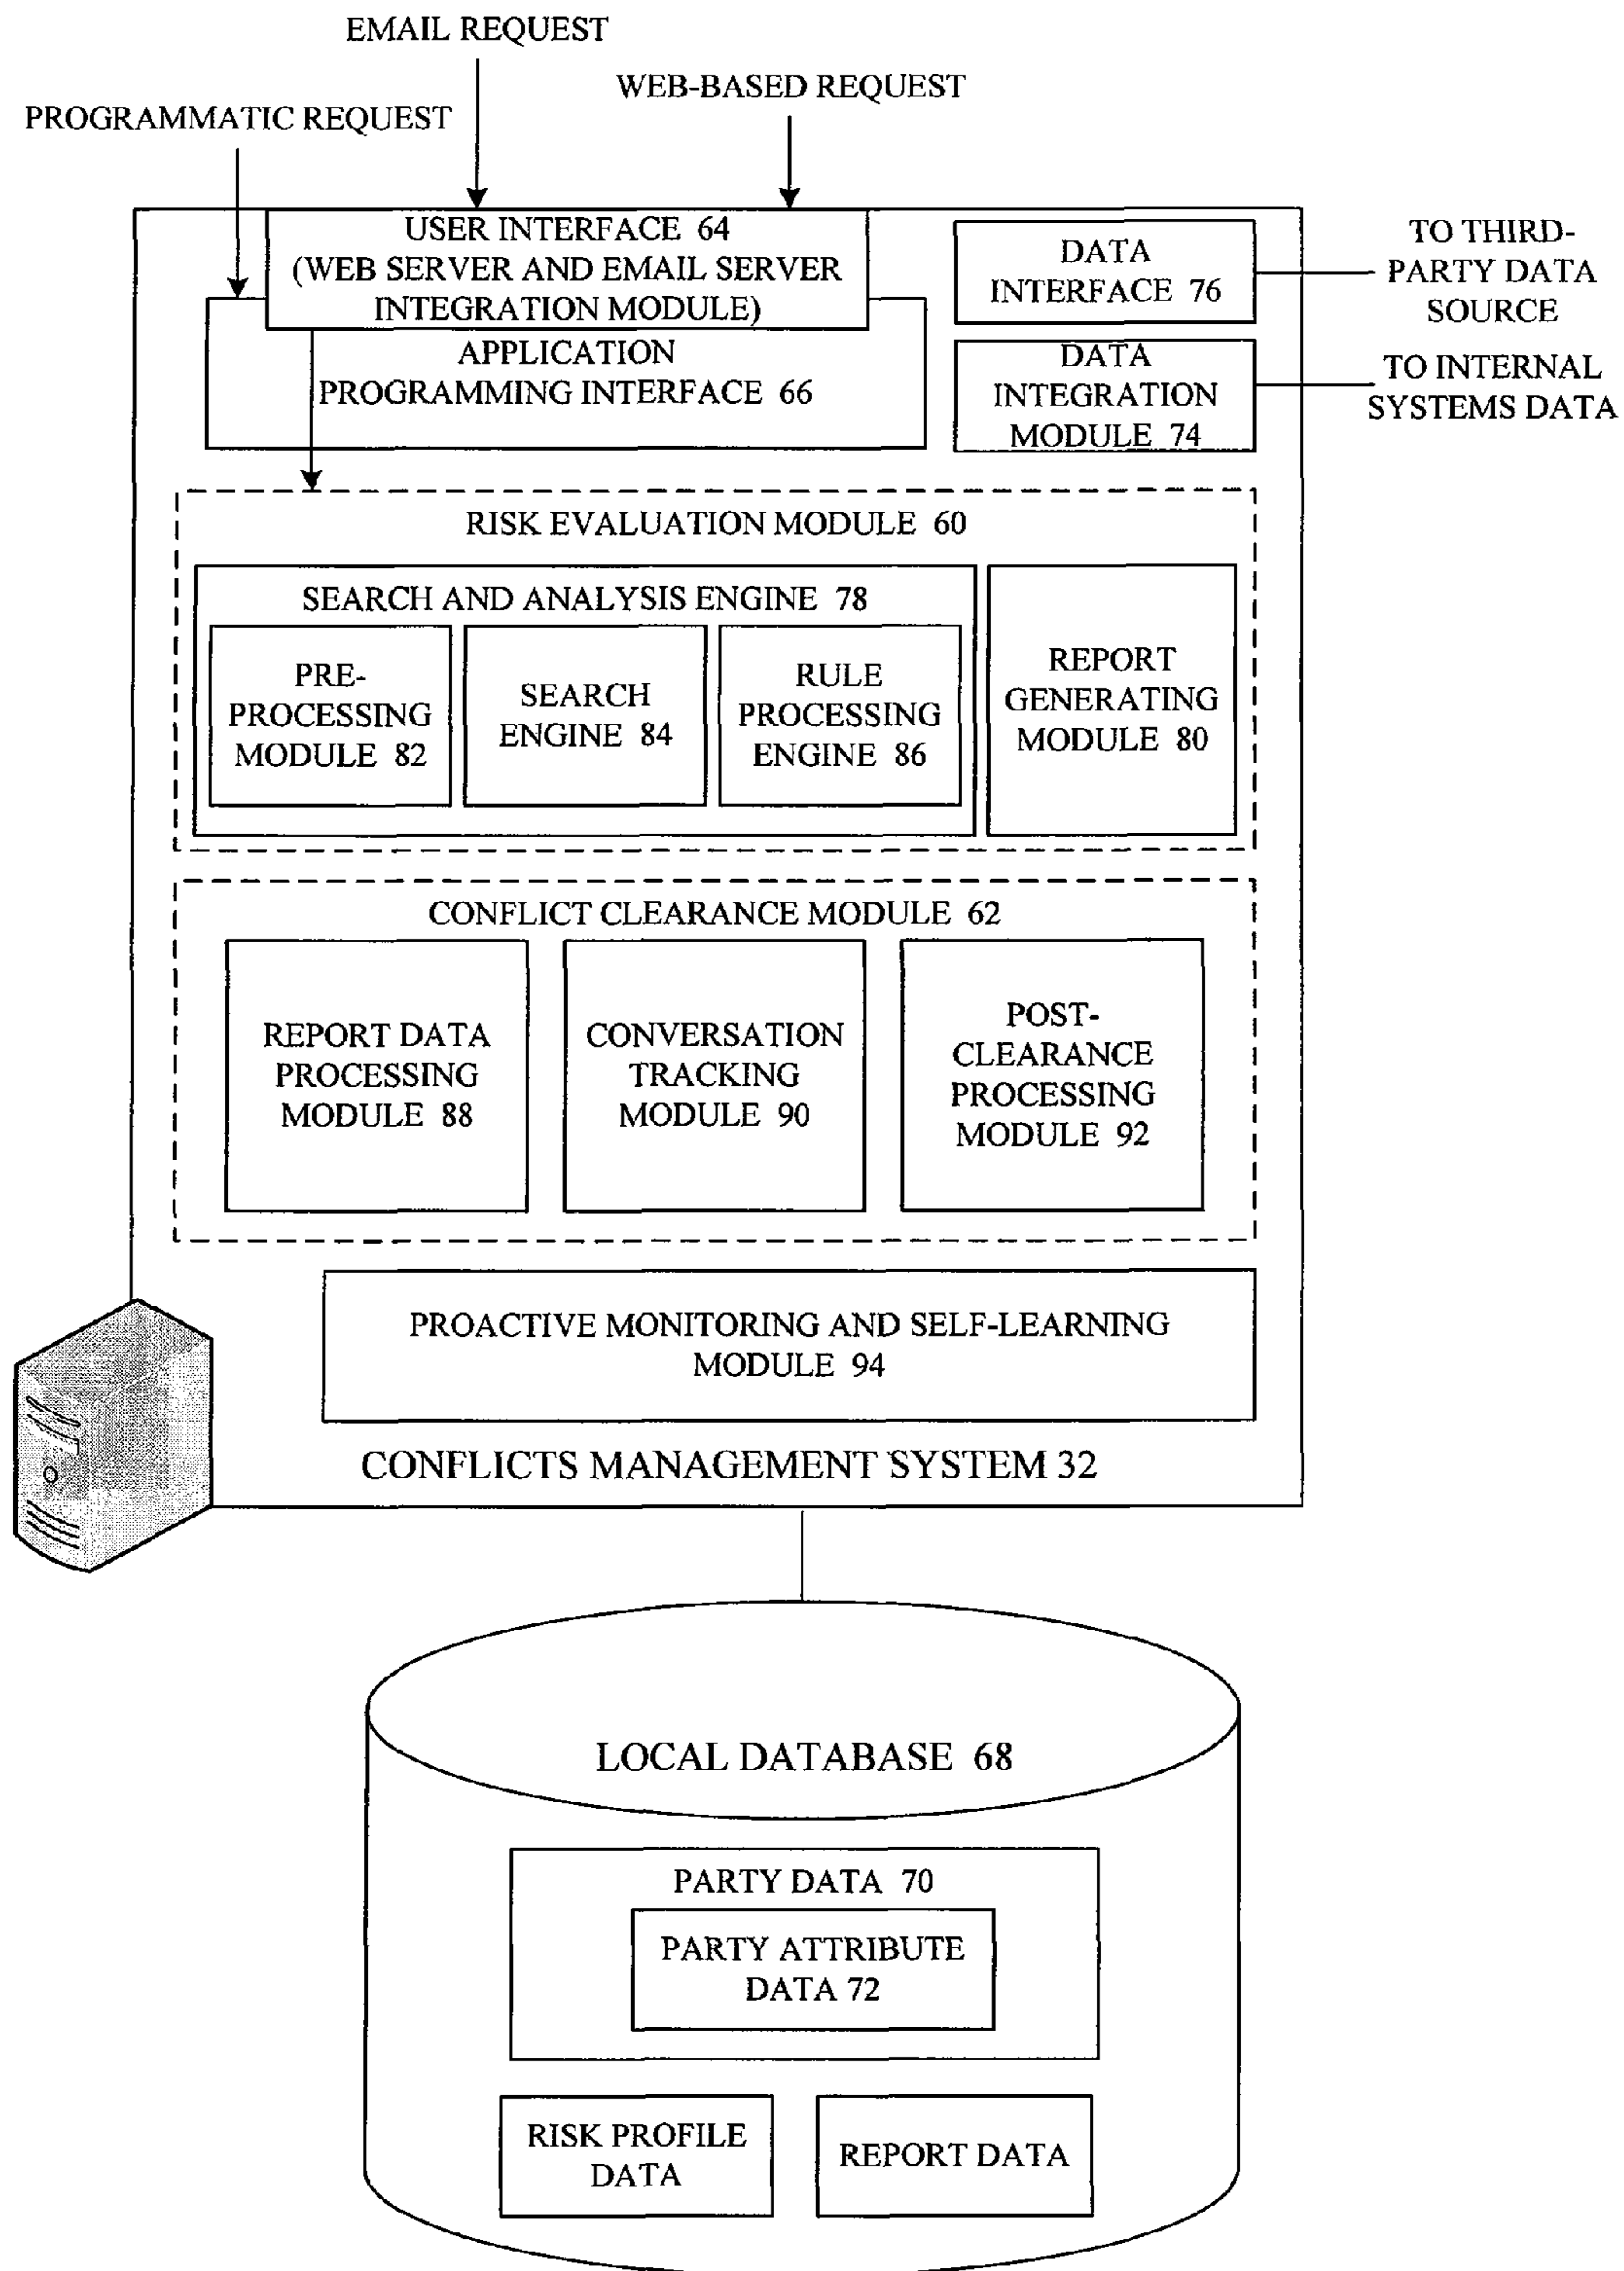 EMAIL REQUEST
WEB-BASED REQUEST
PROGRAMMATIC REQUEST
USER INTERFACE 64
(WEB SERVER AND EMAIL SERVER
INTEGRATION MODULE)
APPLICATION
PROGRAMMING INTERFACE 66
DATA
INTERFACE 76
TO THIRD-
PARTY DATA
SOURCE
DATA
INTEGRATION
MODULE 74
TO INTERNAL
SYSTEMS DATA
RISK EVALUATION MODULE 60
SEARCH AND ANALYSIS ENGINE 78
PRE-
PROCESSING
MODULE 82
SEARCH
ENGINE 84
RULE
PROCESSING
ENGINE 86
REPORT
GENERATING
MODULE 80
CONFLICT CLEARANCE MODULE 62
REPORT DATA
PROCESSING
MODULE 88
CONVERSATION
TRACKING
MODULE 90
POST-
CLEARANCE
PROCESSING
MODULE 92
PROACTIVE MONITORING AND SELF-LEARNING
MODULE 94
CONFLICTS MANAGEMENT SYSTEM 32
LOCAL DATABASE 68
PARTY DATA 70
PARTY ATTRIBUTE
DATA 72
RISK PROFILE
DATA
REPORT DATA